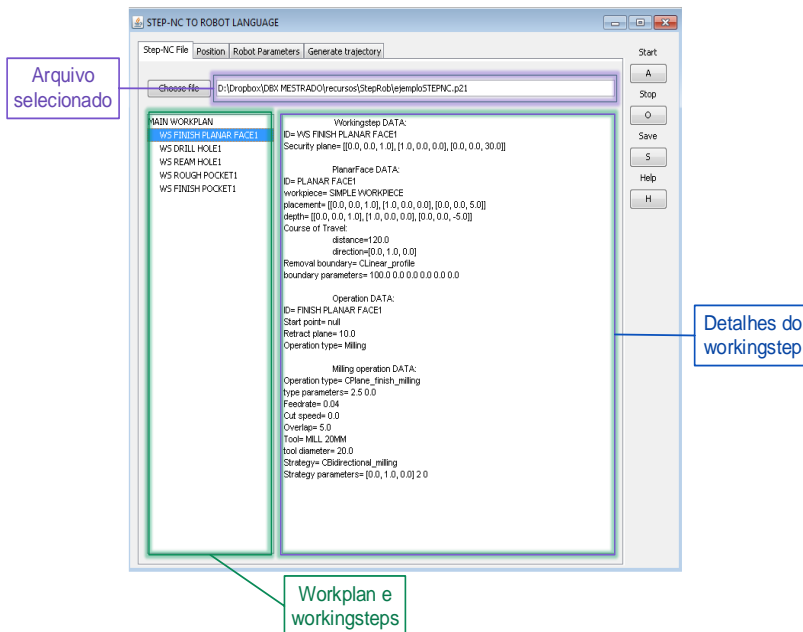 STEP-NC TO ROBOT LANGUAGE
Step-NC File Position Robot Parameters Generate trajectory
Choose file D:\Dropbox\DBX MESTRADO\recursos\StepRob\ejemploSTEPNC.p21
Arquivo
selecionado
Start
A
Stop
O
Save
S
Help
H
MAIN WORKPLAN
WS FINISH PLANAR FACE1
WS DRILL HOLE1
WS REAM HOLE1
WS ROUGH POCKET1
WS FINISH POCKET1
Workingstep DATA:
ID= WS FINISH PLANAR FACE1
Security plane= [[0.0, 0.0, 1.0], [1.0, 0.0, 0.0], [0.0, 0.0, 30.0]]
PlanarFace DATA:
ID= PLANAR FACE1
workpiece= SIMPLE WORKPIECE
placement= [[0.0, 0.0, 1.0], [1.0, 0.0, 0.0], [0.0, 0.0, 5.0]]
depth= [[0.0, 0.0, 1.0], [1.0, 0.0, 0.0], [0.0, 0.0, -5.0]]
Course of Travel:
distance=120.0
direction=[0.0, 1.0, 0.0]
Removal boundary= CLinear_profile
boundary parameters= 100.0 0.0 0.0 0.0 0.0 0.0 0.0
Operation DATA:
ID= FINISH PLANAR FACE1
Start point= null
Retract plane= 10.0
Operation type= Milling
Milling operation DATA:
Operation type= CPlane_finish_milling
type parameters= 2.5 0.0
Feedrate= 0.04
Cut speed= 0.0
Overlap= 5.0
Tool= MILL 20MM
tool diameter= 20.0
Strategy= CBidirectional_milling
Strategy parameters= [0.0, 1.0, 0.0] 2 0
Detalhes do
workingstep
Workplan e
workingsteps